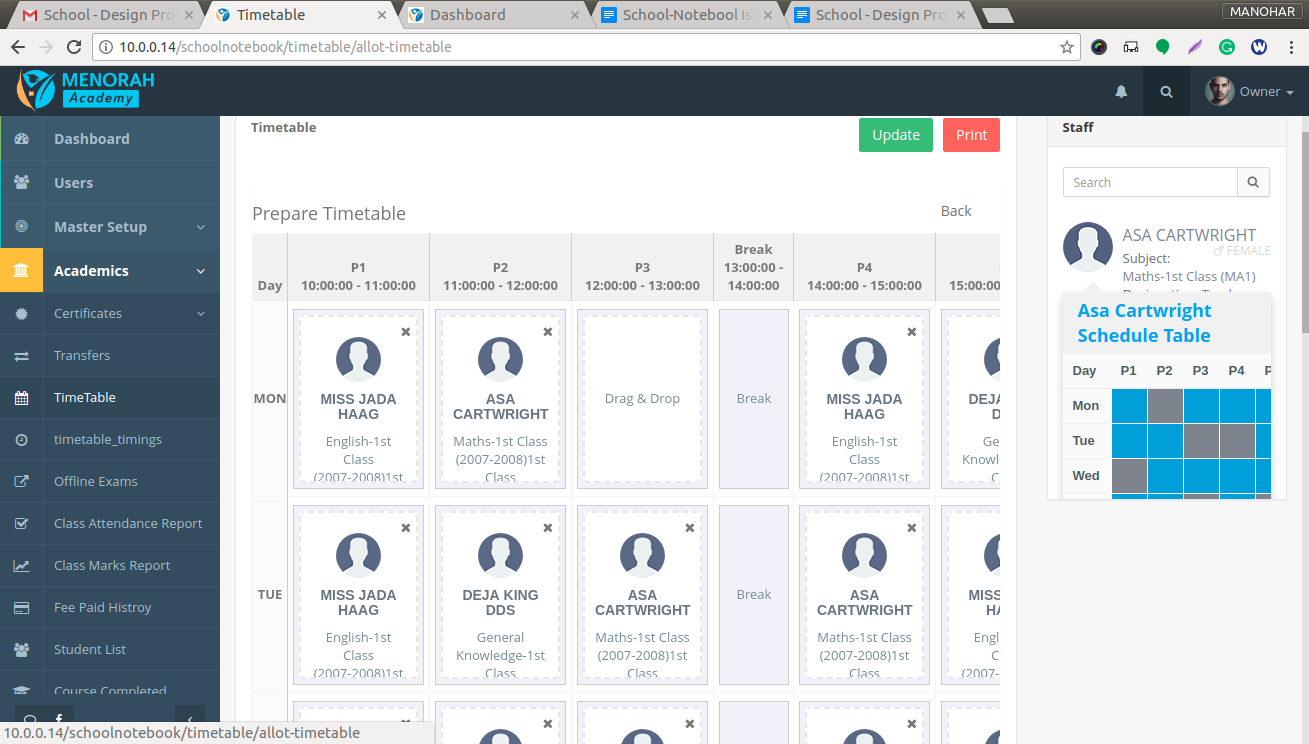 School - Design Pro
Timetable
Dashboard
School-Notebool Is
School - Design Pro
MANOHAR
10.0.0.14/schoolnotebook/timetable/allot-timetable
MENORAH
Academy
Owner
Dashboard
Users
Master Setup
Academics
Certificates
Transfers
TimeTable
timetable_timings
Offline Exams
Class Attendance Report
Class Marks Report
Fee Paid Histroy
Student List
Course Completed
10.0.0.14/schoolnotebook/timetable/allot-timetable
Timetable
Update
Print
Prepare Timetable
Back
Day
P1
10:00:00 - 11:00:00
P2
11:00:00 - 12:00:00
P3
12:00:00 - 13:00:00
Break
13:00:00 -
14:00:00
P4
14:00:00 - 15:00:00
15:00:00
MON
MISS JADA
HAAG
English-1st
Class
(2007-2008)1st
ASA
CARTWRIGHT
Maths-1st Class
(2007-2008)1st
Class
Drag & Drop
Break
MISS JADA
HAAG
English-1st
Class
(2007-2008)1st
DEJA
D
Ge
Knowl
TUE
MISS JADA
HAAG
English-1st
Class
(2007-2008)1st
DEJA KING
DDS
General
Knowledge-1st
Class
ASA
CARTWRIGHT
Maths-1st Class
(2007-2008)1st
Class
Break
ASA
CARTWRIGHT
Maths-1st Class
(2007-2008)1st
Class
MISS
H
Engl
C
(2007-20
Staff
Search
ASA CARTWRIGHT
FEMALE
Subject:
Maths-1st Class (MA1)
Asa Cartwright
Schedule Table
Day P1 P2 P3 P4 P
Mon
Tue
Wed